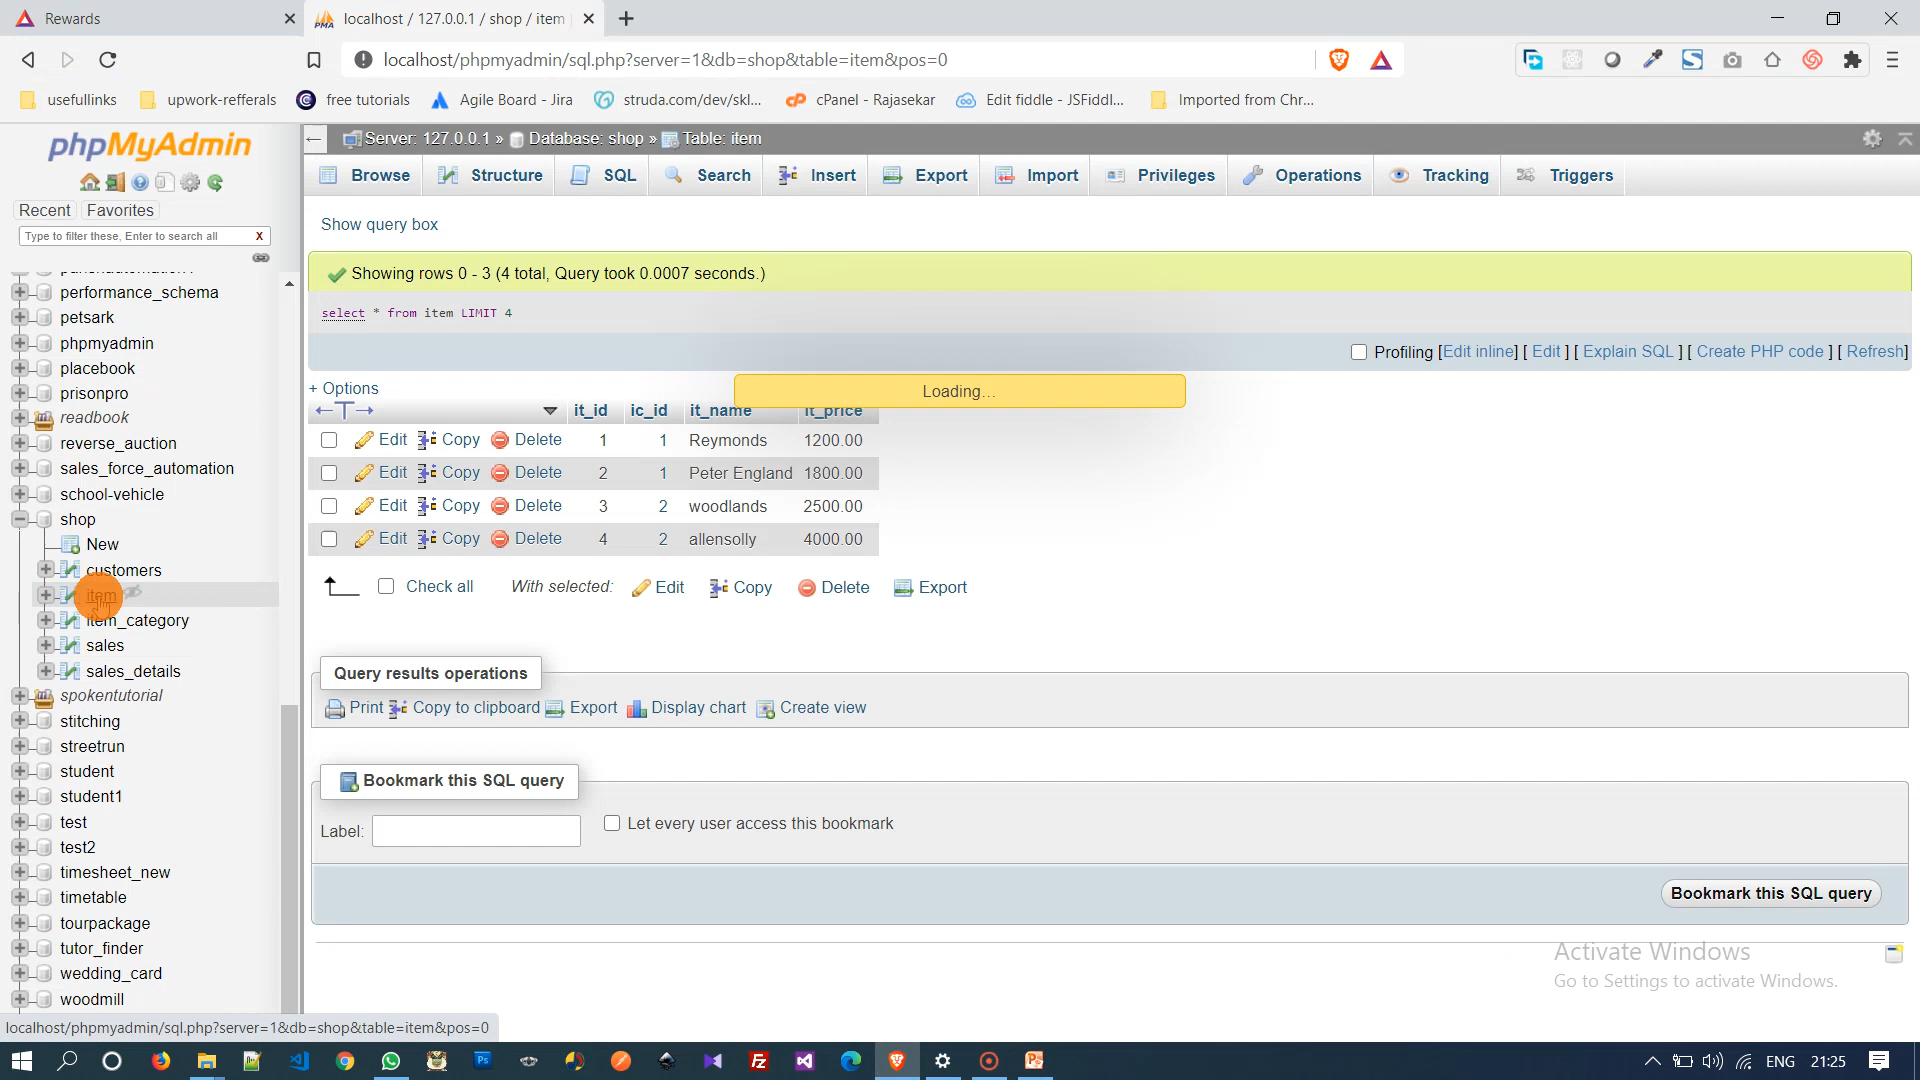 Rewards
localhost / 127.0.0.1 / shop / item
localhost/phpmyadmin/sql.php?server=1&db=shop&table=item&pos=0
usefullinks
upwork-refferals
free tutorials
Agile Board - Jira
struda.com/dev/skl...
cPanel - Rajasekar
Edit fiddle - JSFiddl...
Imported from Chr...
phpMyAdmin
Recent Favorites
Type to filter these, Enter to search all X
performance_schema
petsark
phpmyadmin
placebook
prisonpro
readbook
reverse_auction
sales_force_automation
school-vehicle
shop
New
customers
item
item_category
sales
sales_details
spokentutorial
stitching
streetrun
student
student1
test
test2
timesheet_new
timetable
tourpackage
tutor_finder
wedding_card
woodmill
localhost/phpmyadmin/sql.php?server=1&db=shop&table=item&pos=0
Server: 127.0.0.1 » Database: shop » Table: item
Browse Structure SQL Search Insert Export Import Privileges Operations Tracking Triggers
Show query box
Showing rows 0 - 3 (4 total, Query took 0.0007 seconds.)
select * from item LIMIT 4
Profiling [Edit inline] [ Edit ] [ Explain SQL ] [ Create PHP code ] [ Refresh]
+ Options
Loading…
it_id ic_id it_name it_price
Edit Copy Delete 1 1 Reymonds 1200.00
Edit Copy Delete 2 1 Peter England 1800.00
Edit Copy Delete 3 2 woodlands 2500.00
Edit Copy Delete 4 2 allensolly 4000.00
Check all With selected: Edit Copy Delete Export
Query results operations
Print Copy to clipboard Export Display chart Create view
Bookmark this SQL query
Label: Let every user access this bookmark
Bookmark this SQL query
Activate Windows
Go to Settings to activate Windows.
ENG 21:25